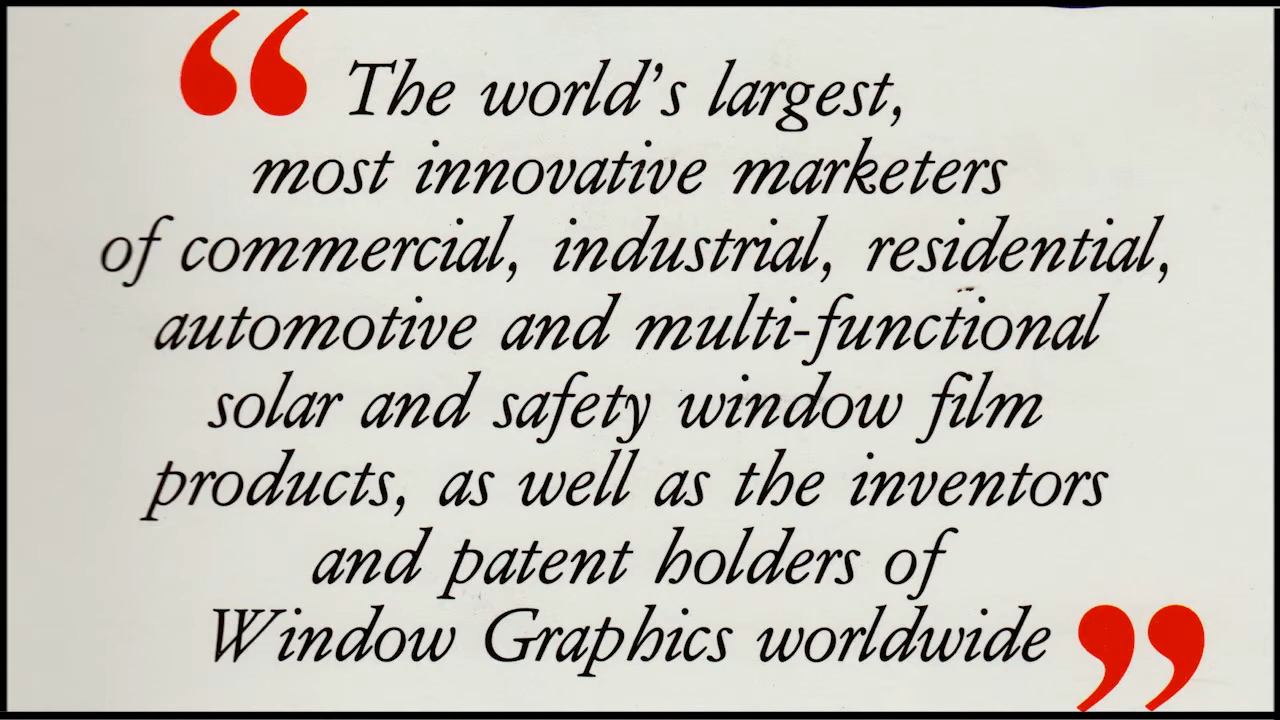 “The world’s largest,
most innovative marketers
of commercial, industrial, residential,
automotive and multi-functional
solar and safety window film
products, as well as the inventors
and patent holders of
Window Graphics worldwide”